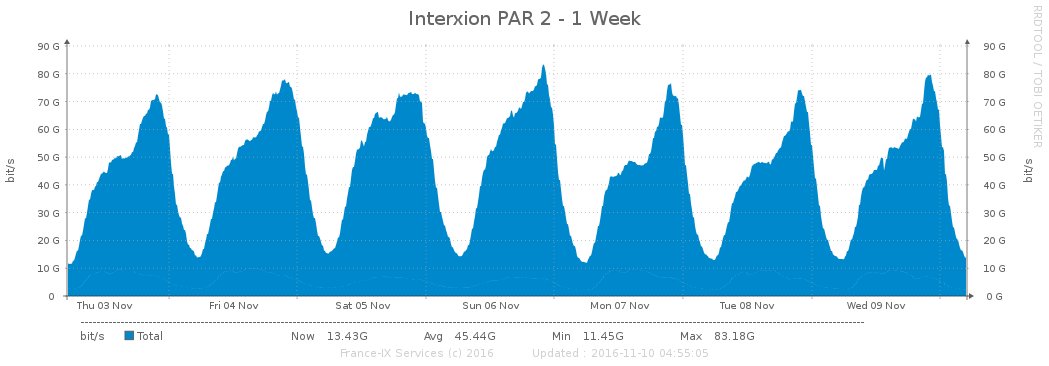 Interxion PAR 2 - 1 Week
RRDTOOL / TOBI OETIKER
90 G 90 G
80 G 80 G
70 G 70 G
60 G 60 G
50 G 50 G
40 G 40 G
30 G 30 G
20 G 20 G
10 G 10 G
0 0 G
bit/s bit/s
Thu 03 Nov Fri 04 Nov Sat 05 Nov Sun 06 Nov Mon 07 Nov Tue 08 Nov Wed 09 Nov
bit/s Total Now 13.43G Avg 45.44G Min 11.45G Max 83.18G
France-IX Services (c) 2016 Updated : 2016-11-10 04:55:05